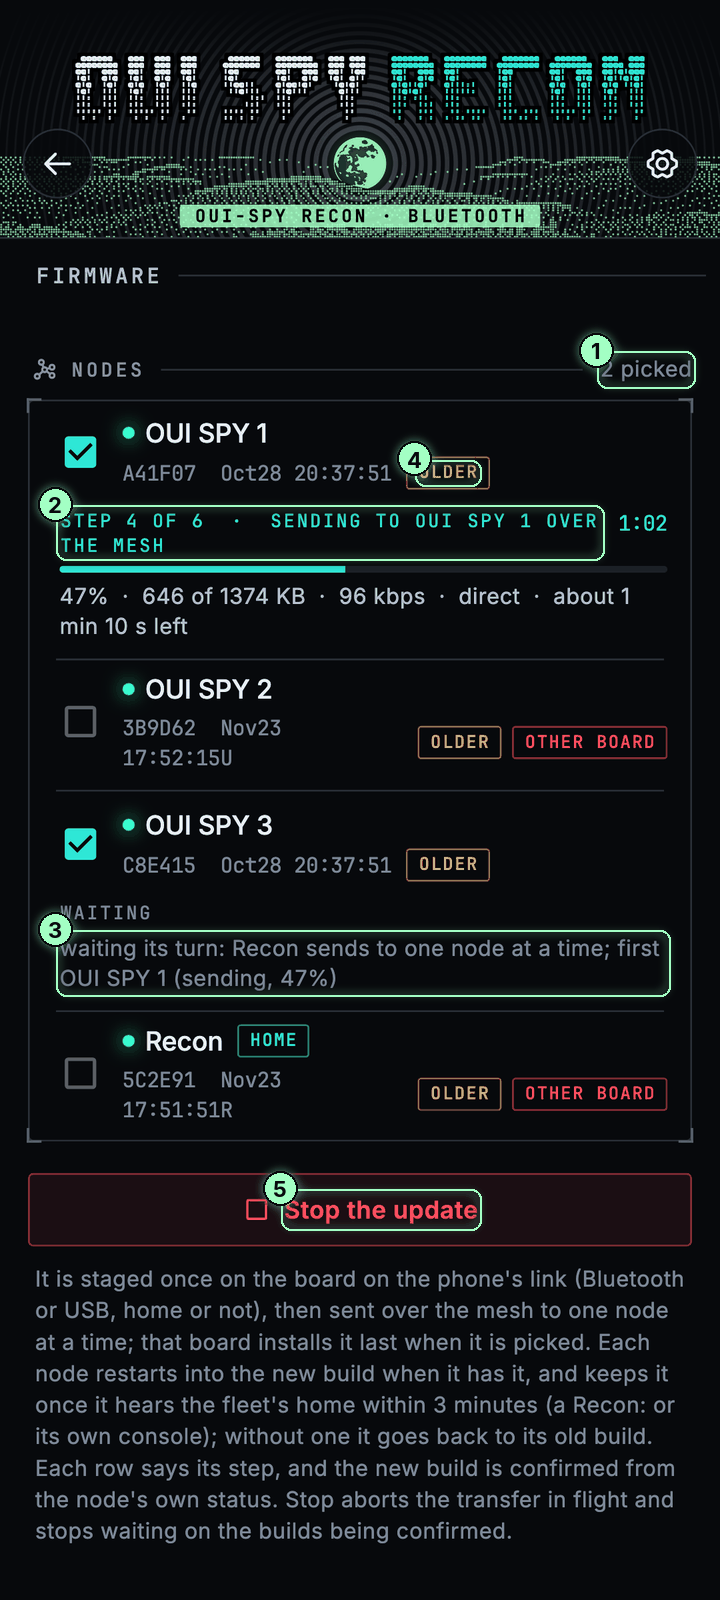 OUI SPY RECON
OUI-SPY RECON · BLUETOOTH
FIRMWARE
1
NODES
2 picked
OUI SPY 1
4
A41F07 Oct28 20:37:51 OLDER
2
STEP 4 OF 6 · SENDING TO OUI SPY 1 OVER
1:02
THE MESH
47% · 646 of 1374 KB · 96 kbps · direct · about 1
min 10 s left
OUI SPY 2
3B9D62 Nov23
17:52:15U
OLDER
OTHER BOARD
OUI SPY 3
C8E415 Oct28 20:37:51 OLDER
WAITING
3
waiting its turn: Recon sends to one node at a time; first
OUI SPY 1 (sending, 47%)
Recon HOME
5C2E91 Nov23
17:51:51R
OLDER
OTHER BOARD
5
Stop the update
It is staged once on the board on the phone's link (Bluetooth
or USB, home or not), then sent over the mesh to one node
at a time; that board installs it last when it is picked. Each
node restarts into the new build when it has it, and keeps it
once it hears the fleet's home within 3 minutes (a Recon: or
its own console); without one it goes back to its old build.
Each row says its step, and the new build is confirmed from
the node's own status. Stop aborts the transfer in flight and
stops waiting on the builds being confirmed.